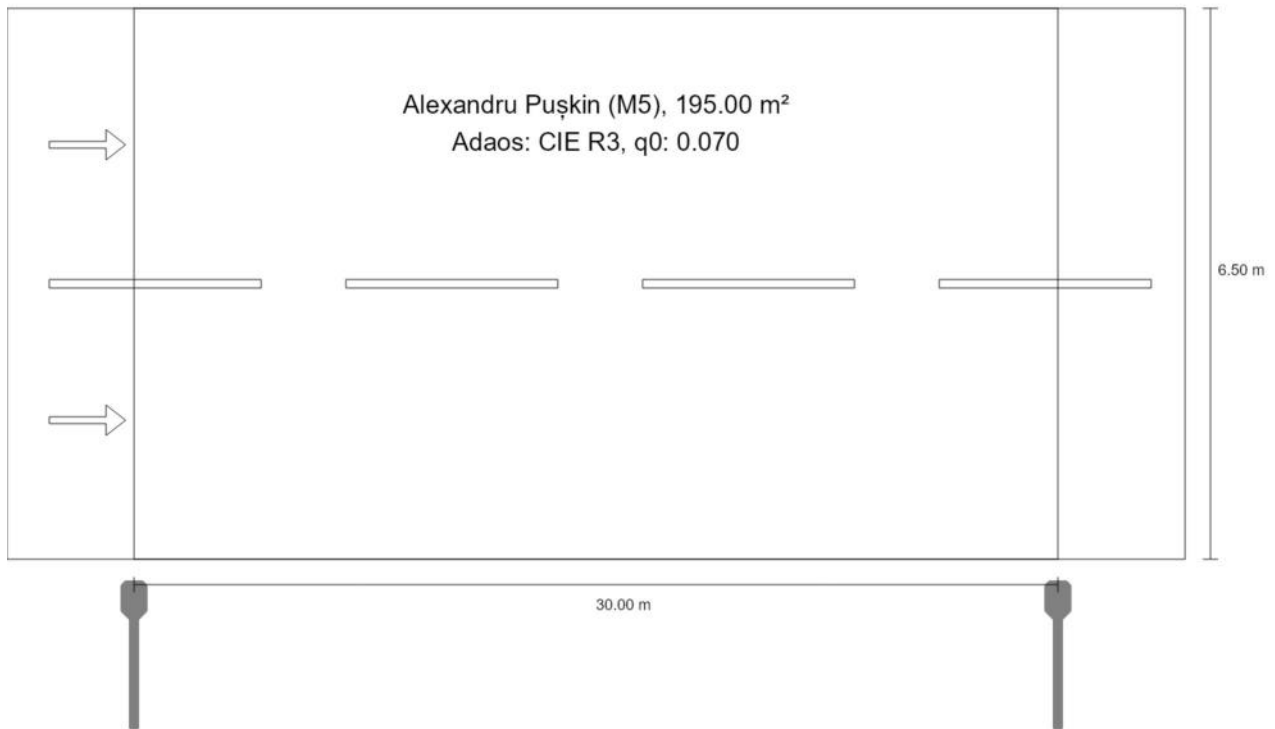 Alexandru Pușkin (M5), 195.00 m²
Adaos: CIE R3, q0: 0.070
6.50 m
30.00 m